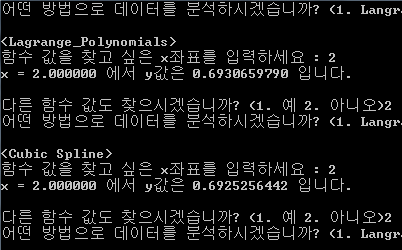 어떤 방법으로 데이터를 분석하시겠습니까? (1. Langra
<Lagrange_Polynomials>
함수 값을 찾고 싶은 x좌표를 입력하세요 : 2
x = 2.000000 에서 y값은 0.6930659790 입니다.
다른 함수 값도 찾으시겠습니까? (1. 예 2. 아니오)2
어떤 방법으로 데이터를 분석하시겠습니까? (1. Langra
<Cubic Spline>
함수 값을 찾고 싶은 x좌표를 입력하세요 : 2
x = 2.000000 에서 y값은 0.6925256442 입니다.
다른 함수 값도 찾으시겠습니까? (1. 예 2. 아니오)2
어떤 방법으로 데이터를 분석하시겠습니까? (1. Langra